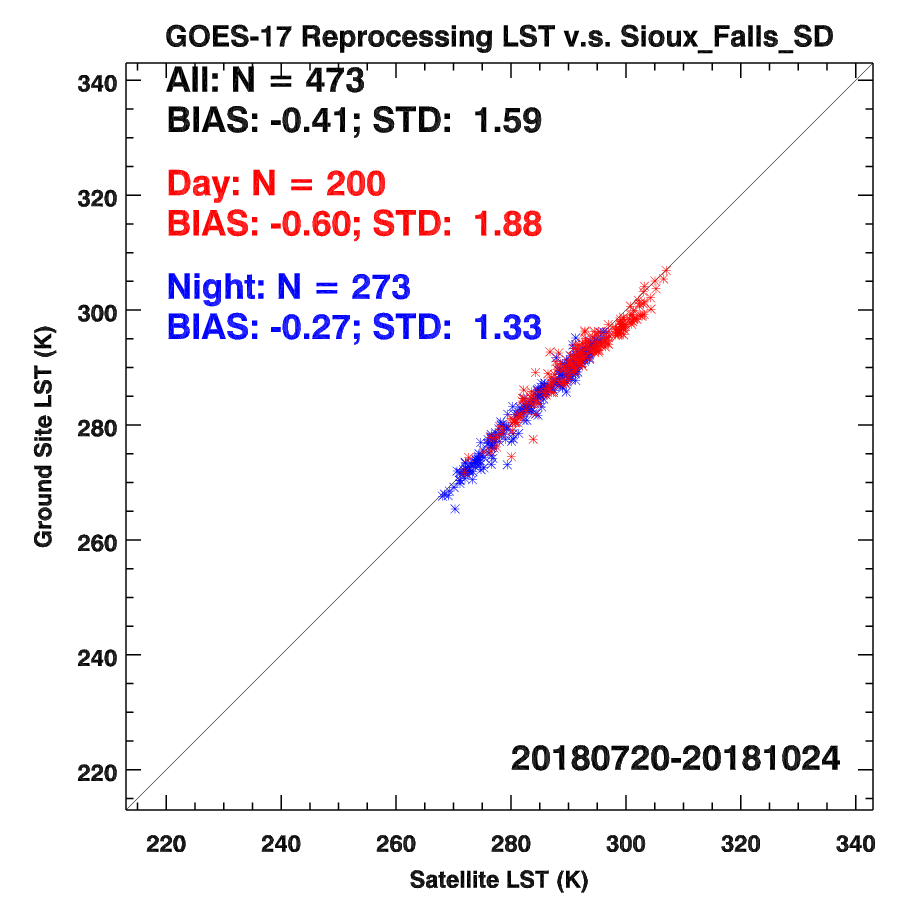 GOES-17 Reprocessing LST v.s. Sioux_Falls_SD
All: N = 473
BIAS: -0.41; STD: 1.59
Day: N = 200
BIAS: -0.60; STD: 1.88
Night: N = 273
BIAS: -0.27; STD: 1.33
340
320
300
280
260
240
220
Ground Site LST (K)
20180720-20181024
220 240 260 280 300 320 340
Satellite LST (K)